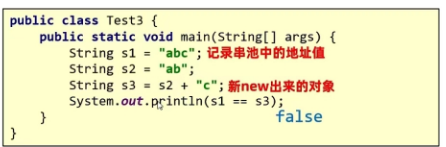 public class Test3 {
public static void main(String[] args) {
String s1 = "abc"; 记录串池中的地址值
String s2 = "ab";
String s3 = s2 + "c"; 新new出来的对象
System.out.println(s1 == s3);
} false
}